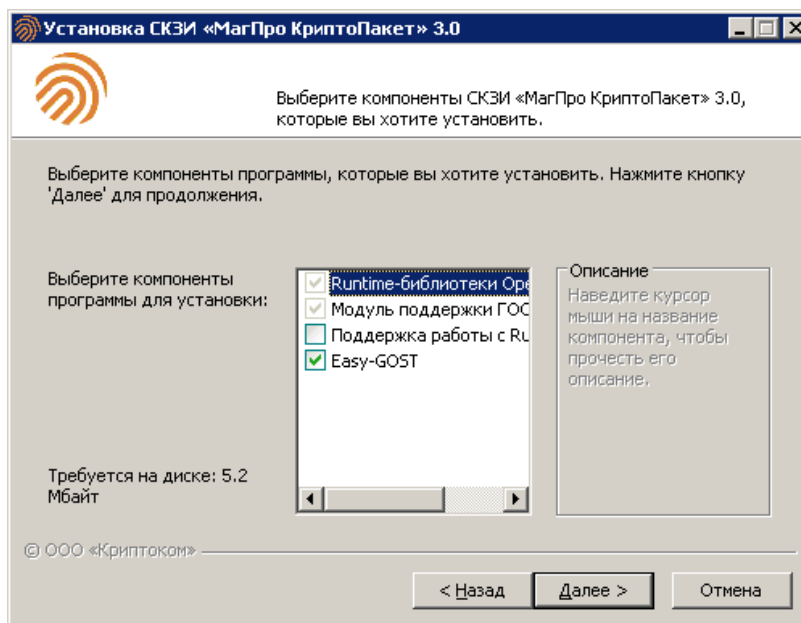 Установка СКЗИ «МагПро КриптоПакет» 3.0
Выберите компоненты СКЗИ «МагПро КриптоПакет» 3.0,
которые вы хотите установить.
Выберите компоненты программы, которые вы хотите установить. Нажмите кнопку
'Далее' для продолжения.
Выберите компоненты
программы для установки:
Runtime-библиотеки Ope
Модуль поддержки ГОС
Поддержка работы с Ru
Easy-GOST
Описание
Наведите курсор
мыши на название
компонента, чтобы
прочесть его
описание.
Требуется на диске: 5.2
Мбайт
© ООО «Криптоком»
< Назад
Далее >
Отмена